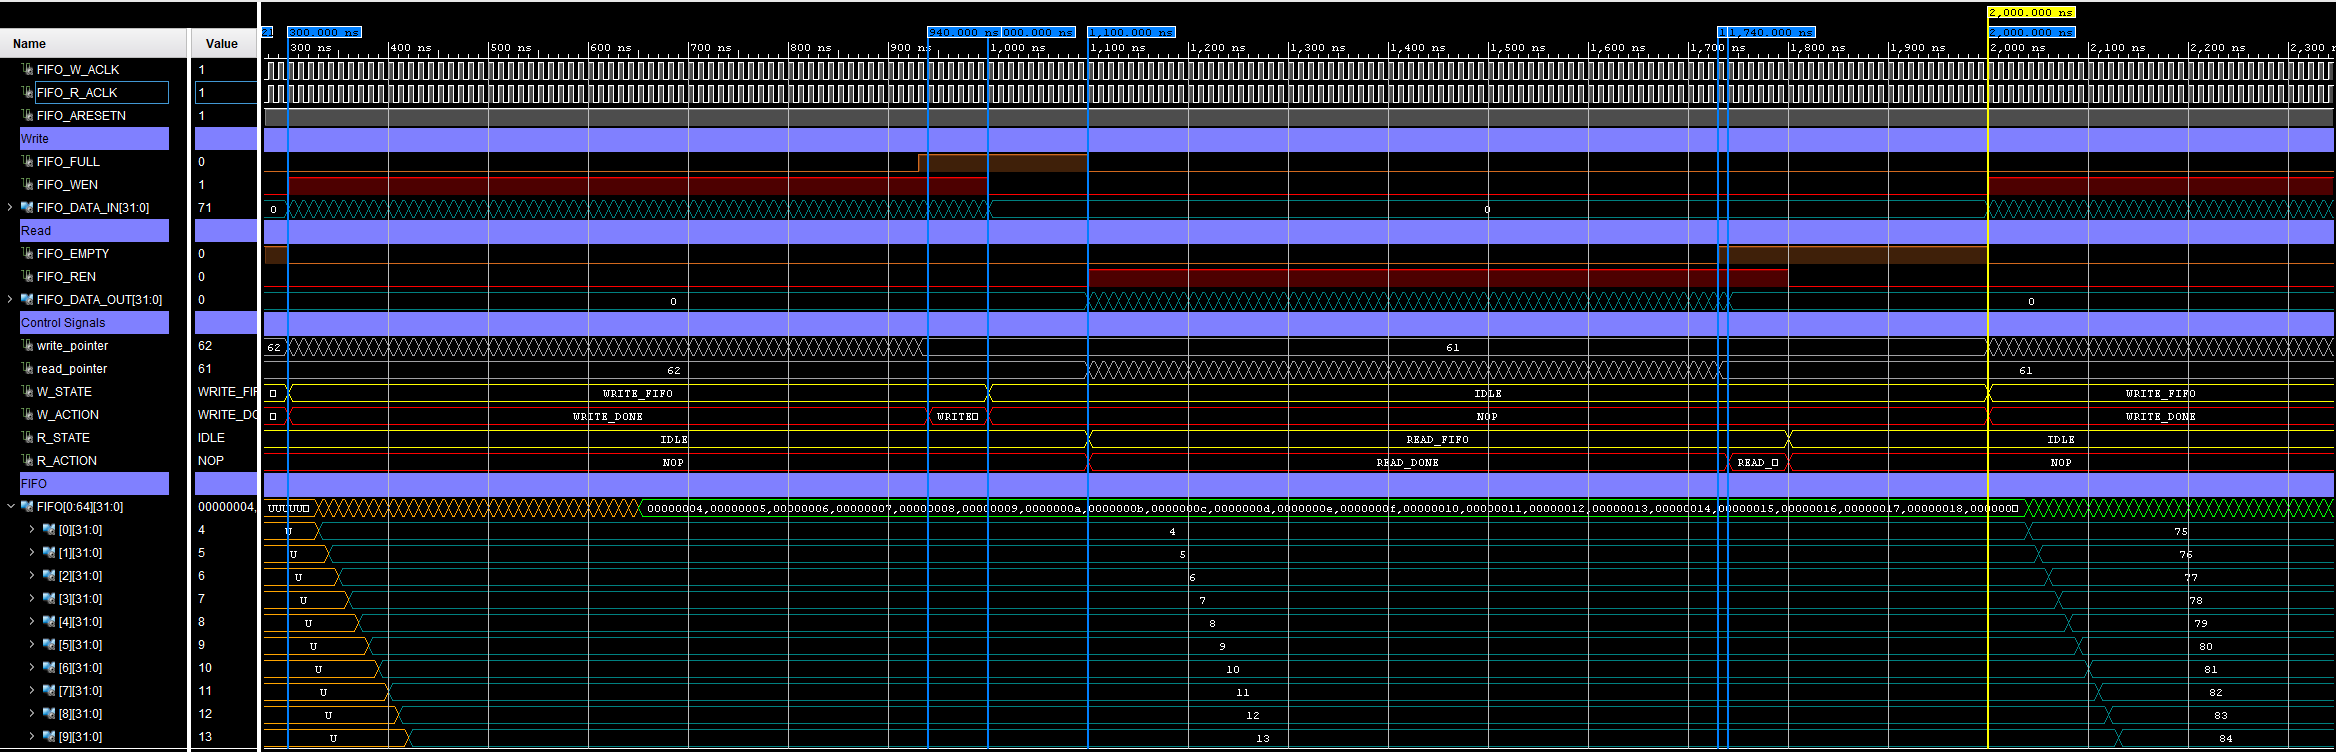 2,000.000 ns
2 300.000 ns 940.000 ns 000.000 ns 1,100.000 ns 1 1,740.000 ns 2,000.000 ns
Name Value 300 ns 400 ns 500 ns 600 ns 700 ns 800 ns 900 ns 1,000 ns 1,100 ns 1,200 ns 1,300 ns 1,400 ns 1,500 ns 1,600 ns 1,700 ns 1,800 ns 1,900 ns 2,000 ns 2,100 ns 2,200 ns 2,300
FIFO_W_ACLK 1
FIFO_R_ACLK 1
FIFO_ARESETN 1
Write
FIFO_FULL 0
FIFO_WEN 1
FIFO_DATA_IN[31:0] 71 0 0
Read
FIFO_EMPTY 0
FIFO_REN 0
FIFO_DATA_OUT[31:0] 0 0 0
Control Signals
write_pointer 62 62 61
read_pointer 61 62 61
W_STATE WRITE_FIF WRITE_FIFO IDLE WRITE_FIFO
W_ACTION WRITE_DO WRITE_DONE WRITE NOP WRITE_DONE
R_STATE IDLE IDLE READ_FIFO IDLE
R_ACTION NOP NOP READ_DONE READ_ NOP
FIFO
FIFO[0:64][31:0] 00000004, UUUUUU 00000004,00000005,00000006,00000007,00000008,00000009,0000000a,0000000b,0000000c,0000000d,0000000e,0000000f,00000010,00000011,00000012,00000013,00000014,00000015,00000016,00000017,00000018,000000
[0][31:0] 4 U 4 75
[1][31:0] 5 U 5 76
[2][31:0] 6 U 6 77
[3][31:0] 7 U 7 78
[4][31:0] 8 U 8 79
[5][31:0] 9 U 9 80
[6][31:0] 10 U 10 81
[7][31:0] 11 U 11 82
[8][31:0] 12 U 12 83
[9][31:0] 13 U 13 84